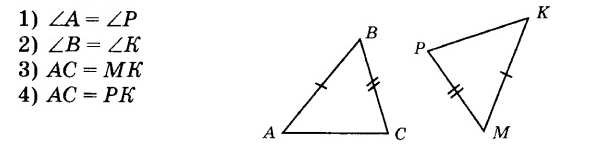 1) ∠A = ∠P
2) ∠B = ∠K
3) AC = MK
4) AC = PK
B
A
C
K
P
M